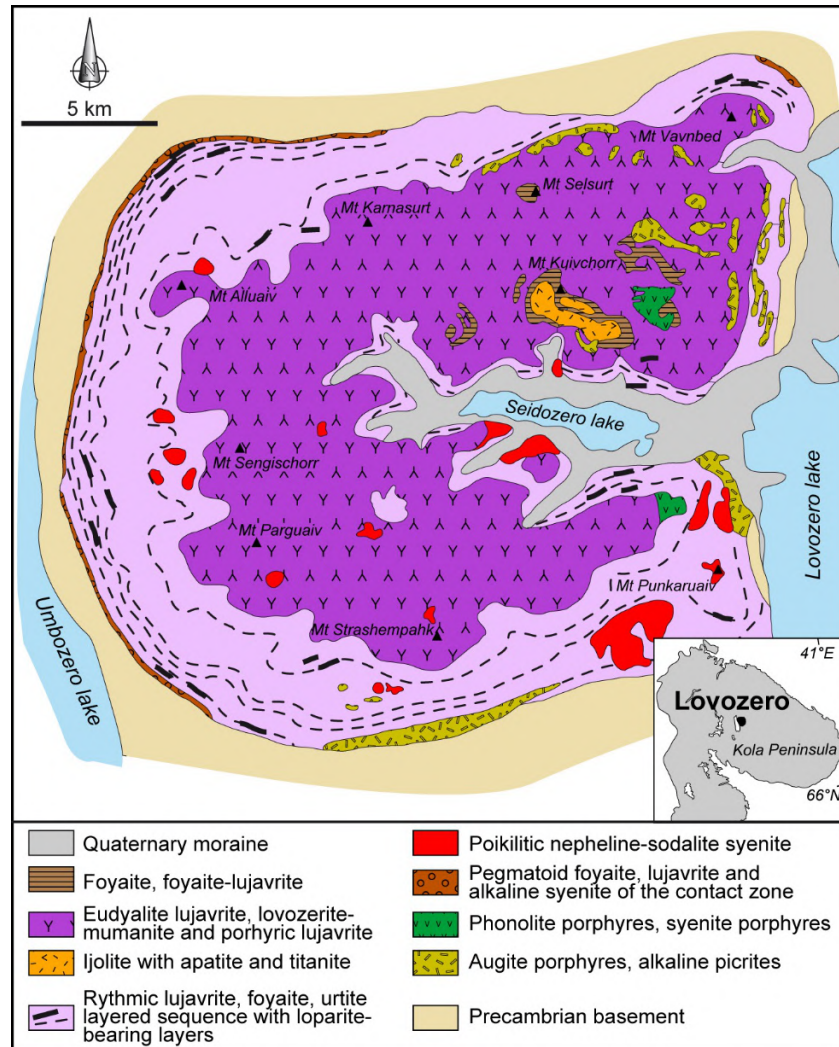 N
5 km
Mt Vavnbed
Mt Selsurt
Mt Karnasurt
Mt Kuivchorr
Mt Alluaiv
Seidozero lake
Mt Sengischorr
Lovozero lake
Mt Parguaiv
Mt Punkaruaiv
Umbozero lake
Mt Strashempahk
41°E
Lovozero
Kola Peninsula
66°N
Quaternary moraine
Foyaite, foyaite-lujavrite
Eudyalite lujavrite, lovozerite-
mumanite and porhyric lujavrite
Ijolite with apatite and titanite
Rythmic lujavrite, foyaite, urtite
layered sequence with loparite-
bearing layers
Poikilitic nepheline-sodalite syenite
Pegmatoid foyaite, lujavrite and
alkaline syenite of the contact zone
Phonolite porphyres, syenite porphyres
Augite porphyres, alkaline picrites
Precambrian basement